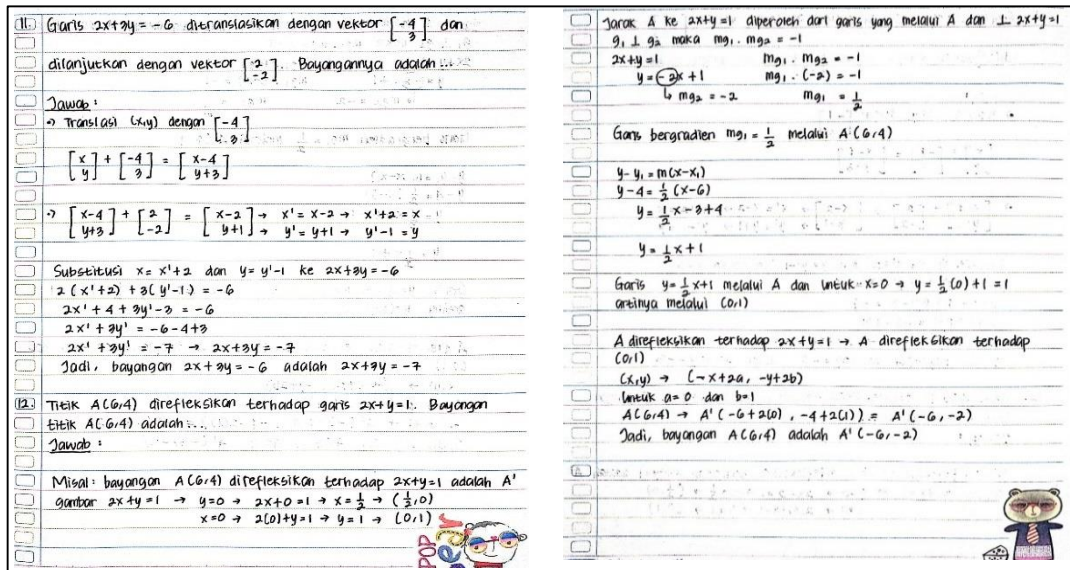 11. Garis 2x+3y = -6 ditranslasikan dengan vektor [-4 3] dan
dilanjutkan dengan vektor [2 -2]. Bayangannya adalah ...
Jawab :
•> Translasi (x,y) dengan [-4 3]
[x y] + [-4 3] = [x-4 y+3]
•> [x-4 y+3] + [2 -2] = [x-2 y+1] → x' = x-2 → x'+2 = x
→ y' = y+1 → y'-1 = y
Substitusi x = x'+2 dan y = y'-1 ke 2x+3y = -6
2(x'+2) + 3(y'-1) = -6
2x' + 4 + 3y' - 3 = -6
2x' + 3y' = -6-4+3
2x' + 3y' = -7 → 2x+3y = -7
Jadi, bayangan 2x+3y = -6 adalah 2x+3y = -7
12. Titik A(6,4) direfleksikan terhadap garis 2x+y=1. Bayangan
titik A(6,4) adalah ...
Jawab :
Misal: bayangan A(6,4) direfleksikan terhadap 2x+y=1 adalah A'
gambar 2x+y=1 → y=0 → 2x+0=1 → x=1/2 → (1/2,0)
x=0 → 2(0)+y=1 → y=1 → (0,1)
POP
Bear
Jarak A ke 2x+y=1 diperoleh dari garis yang melalui A dan ⊥ 2x+y=1
g₁ ⊥ g₂ maka mg₁ . mg₂ = -1
2x+y=1 mg₁ . mg₂ = -1
y = -2x + 1 mg₁ . (-2) = -1
↳ mg₂ = -2 mg₁ = 1/2
Garis bergradien mg₁ = 1/2 melalui A(6,4)
y-y₁ = m(x-x₁)
y-4 = 1/2 (x-6)
y = 1/2 x -3+4
y = 1/2 x + 1
Garis y = 1/2 x+1 melalui A dan untuk x=0 → y = 1/2 (0) + 1 = 1
artinya melalui (0,1)
A direfleksikan terhadap 2x+y=1 → A direfleksikan terhadap
(0,1)
(x,y) → (-x+2a, -y+2b)
Untuk a=0 dan b=1
A(6,4) → A'(-6+2(0), -4+2(1)) = A'(-6,-2)
Jadi, bayangan A(6,4) adalah A'(-6,-2)